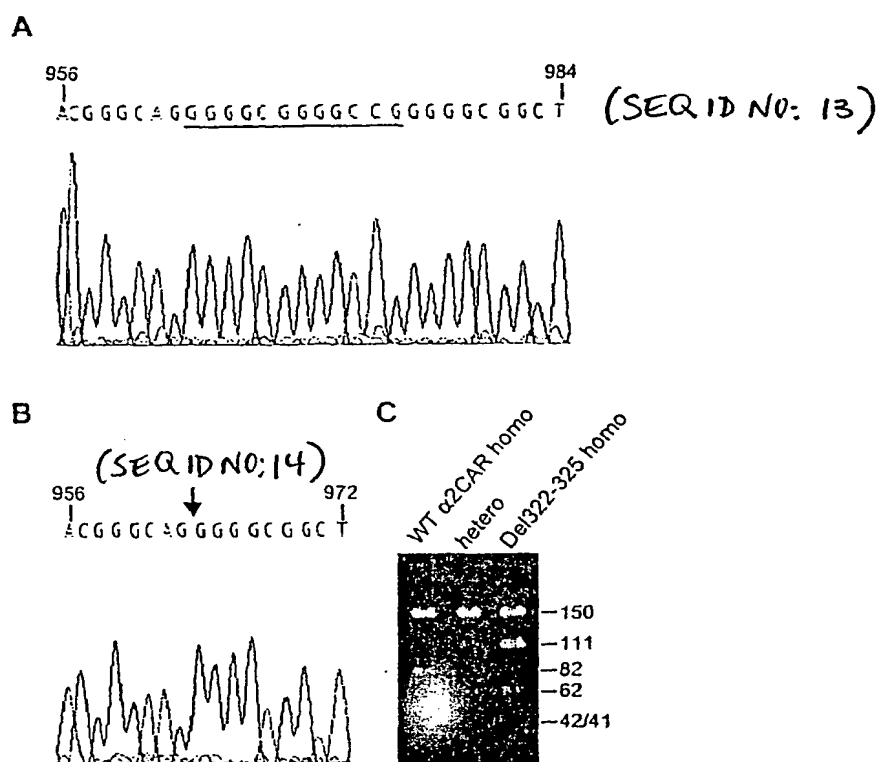 A
956 984
ACGGGCAGGGGGCGGGGCCGGGGGCGGCT (SEQ ID NO: 13)
B
(SEQ ID NO: 14)
956 972
ACGGGCAGGGGGCGGCT
C
WT α2CAR homo
hetero
Del322-325 homo
150
111
82
62
42/41